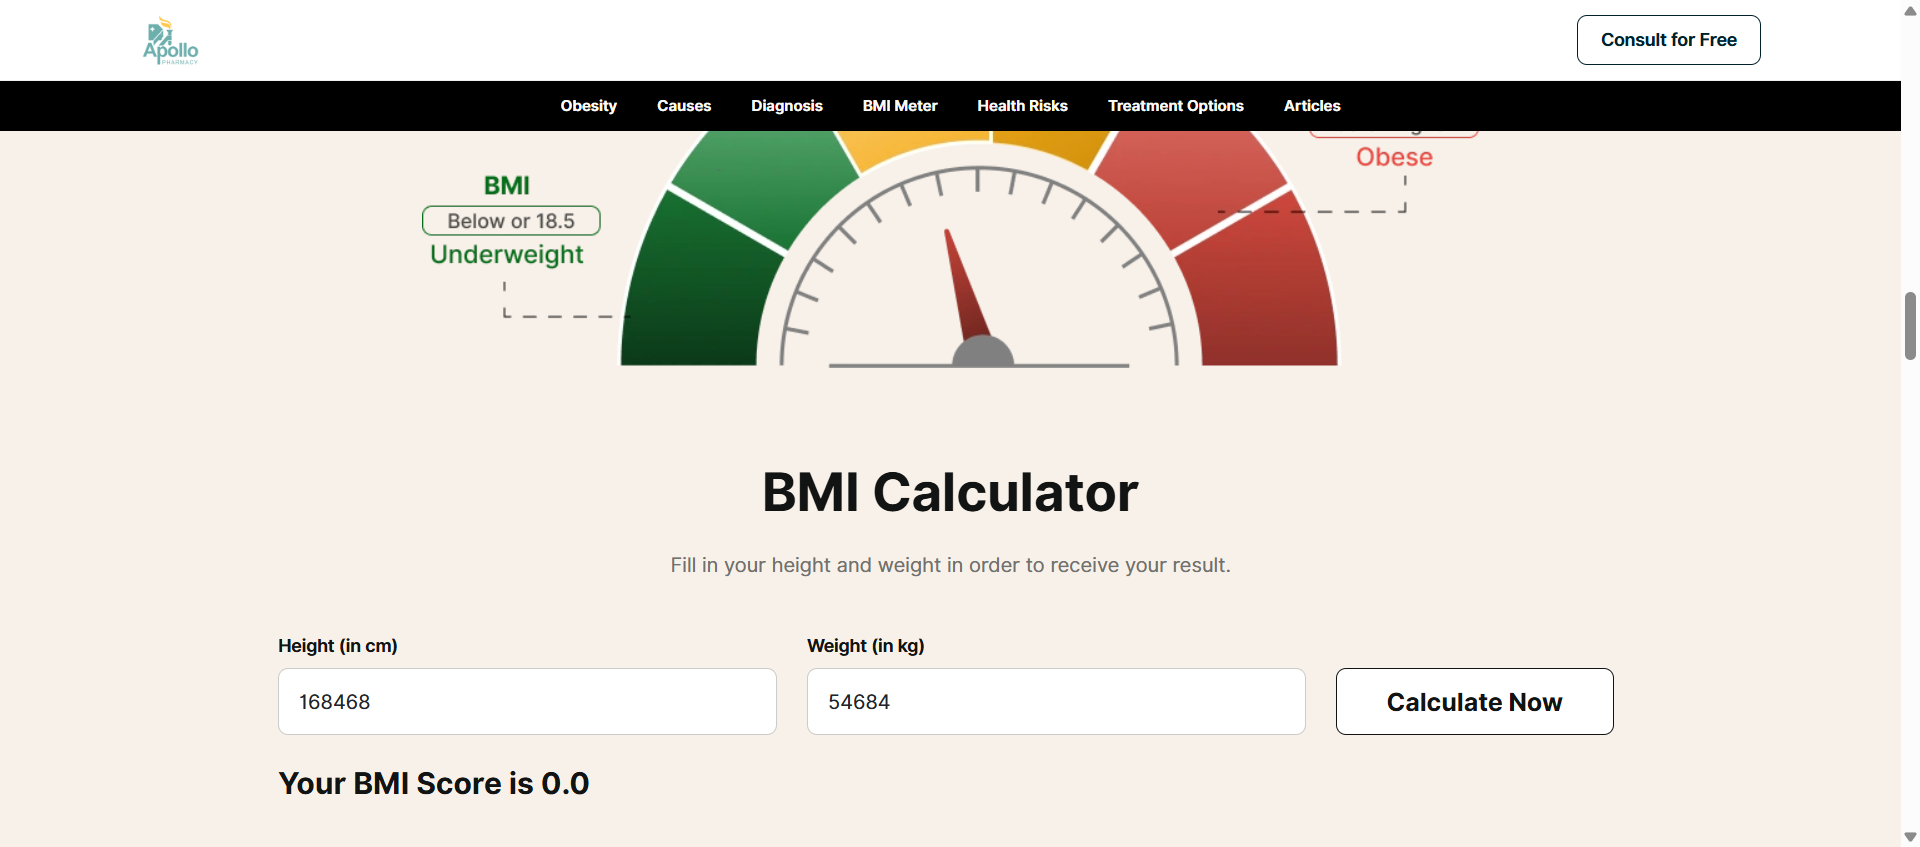 Apollo
PHARMACY
Consult for Free
Obesity Causes Diagnosis BMI Meter Health Risks Treatment Options Articles
Obese
BMI
Below or 18.5
Underweight
BMI Calculator
Fill in your height and weight in order to receive your result.
Height (in cm)
Weight (in kg)
168468
54684
Calculate Now
Your BMI Score is 0.0